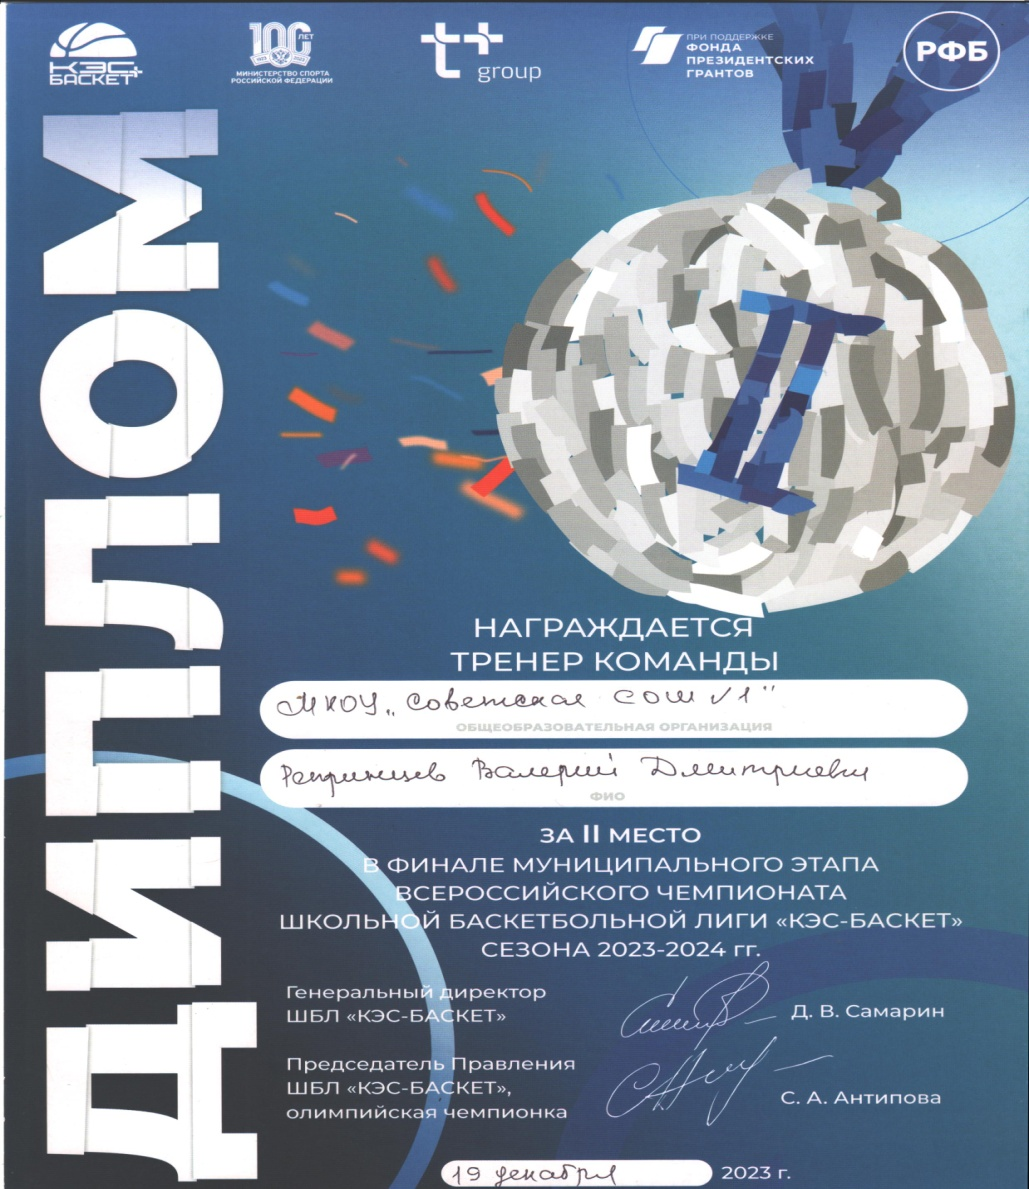 КЭС-
БАСКЕТ
100 ЛЕТ
МИНИСТЕРСТВО СПОРТА
РОССИЙСКОЙ ФЕДЕРАЦИИ
group
ПРИ ПОДДЕРЖКЕ
ФОНДА
ПРЕЗИДЕНТСКИХ
ГРАНТОВ
РФБ
ДИПЛОМ
II
НАГРАЖДАЕТСЯ
ТРЕНЕР КОМАНДЫ
МКОУ „Советская СОШ №1"
ОБЩЕОБРАЗОВАТЕЛЬНАЯ ОРГАНИЗАЦИЯ
Валерий Дмитриевич
ФИО
ЗА II МЕСТО
В ФИНАЛЕ МУНИЦИПАЛЬНОГО ЭТАПА
ВСЕРОССИЙСКОГО ЧЕМПИОНАТА
ШКОЛЬНОЙ БАСКЕТБОЛЬНОЙ ЛИГИ «КЭС-БАСКЕТ»
СЕЗОНА 2023-2024 гг.
Генеральный директор
ШБЛ «КЭС-БАСКЕТ»
Д. В. Самарин
Председатель Правления
ШБЛ «КЭС-БАСКЕТ»,
олимпийская чемпионка
С. А. Антипова
19 декабря 2023 г.